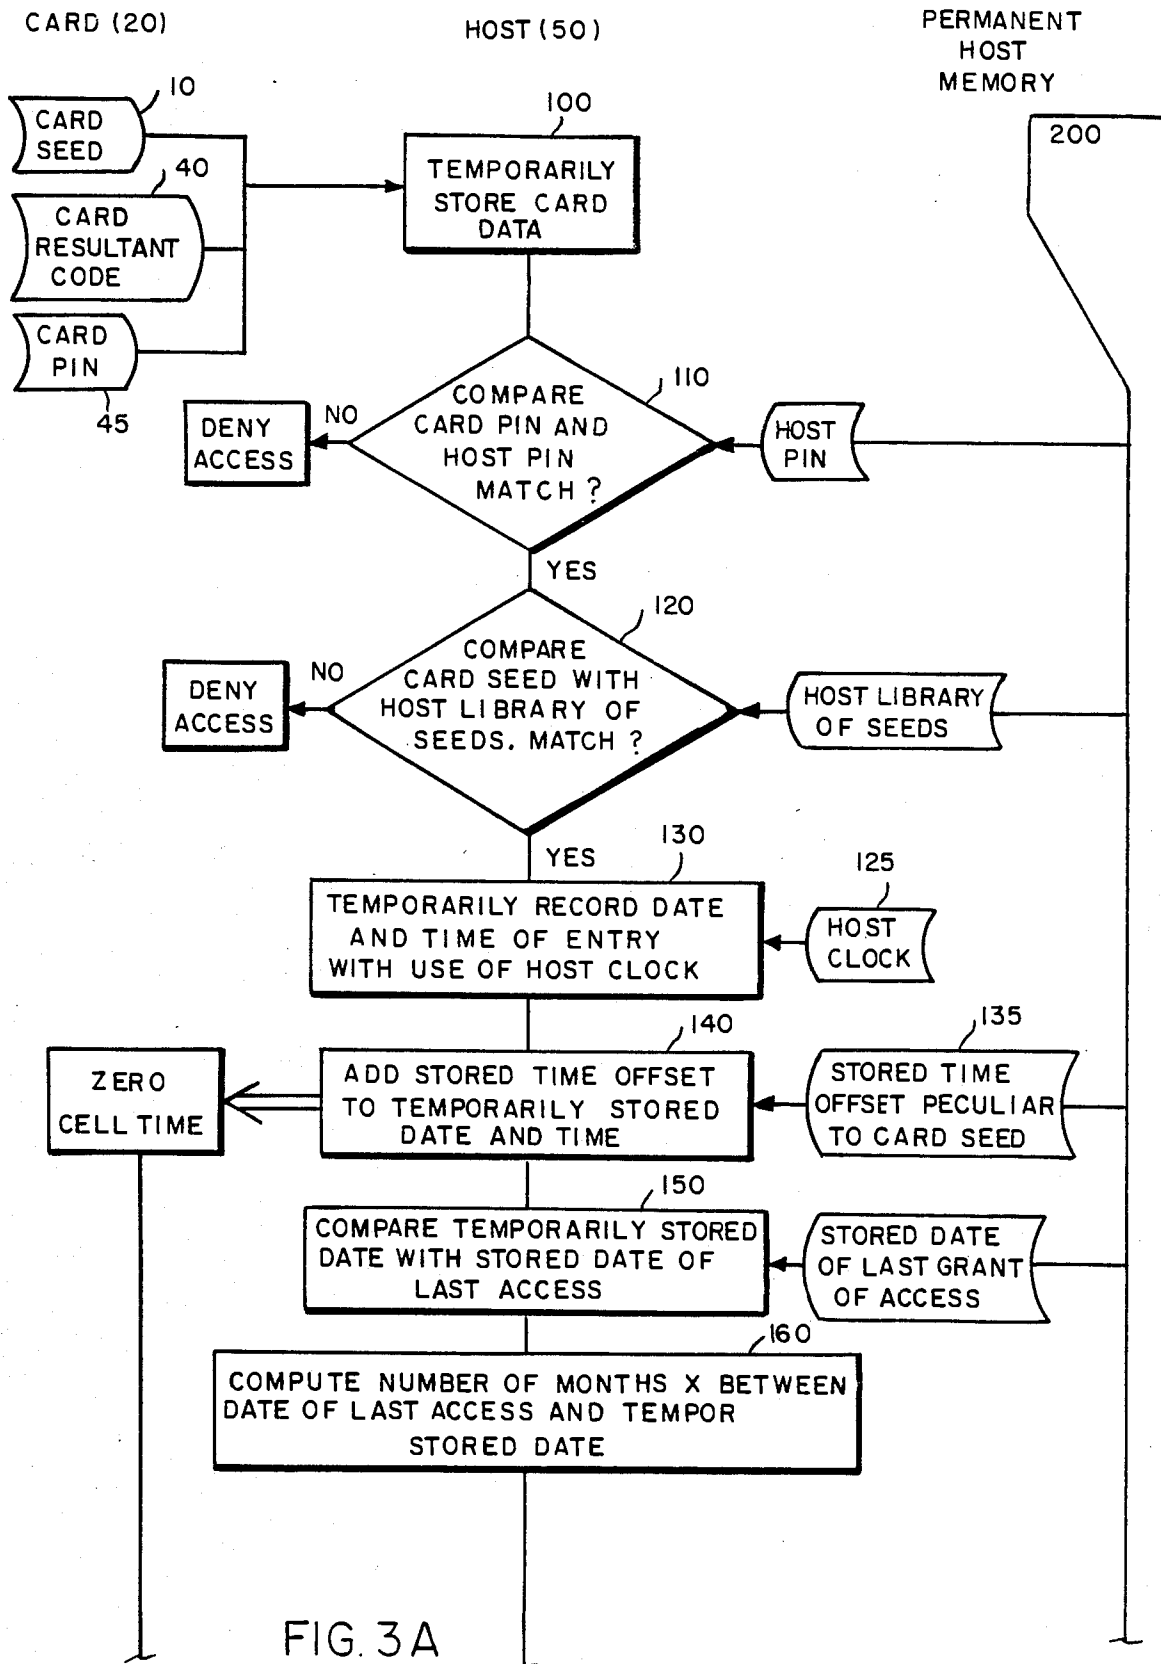 CARD (20)
HOST (50)
PERMANENT
HOST
MEMORY
10
CARD
SEED
40
CARD
RESULTANT
CODE
CARD
PIN
45
100
TEMPORARILY
STORE CARD
DATA
200
110
COMPARE
CARD PIN AND
HOST PIN
MATCH ?
NO
DENY
ACCESS
HOST
PIN
YES
120
COMPARE
CARD SEED WITH
HOST LIBRARY OF
SEEDS. MATCH ?
NO
DENY
ACCESS
HOST LIBRARY
OF SEEDS
YES
130
TEMPORARILY RECORD DATE
AND TIME OF ENTRY
WITH USE OF HOST CLOCK
125
HOST
CLOCK
140
ADD STORED TIME OFFSET
TO TEMPORARILY STORED
DATE AND TIME
135
STORED TIME
OFFSET PECULIAR
TO CARD SEED
ZERO
CELL TIME
150
COMPARE TEMPORARILY STORED
DATE WITH STORED DATE OF
LAST ACCESS
STORED DATE
OF LAST GRANT
OF ACCESS
160
COMPUTE NUMBER OF MONTHS X BETWEEN
DATE OF LAST ACCESS AND TEMPOR
STORED DATE
FIG. 3A